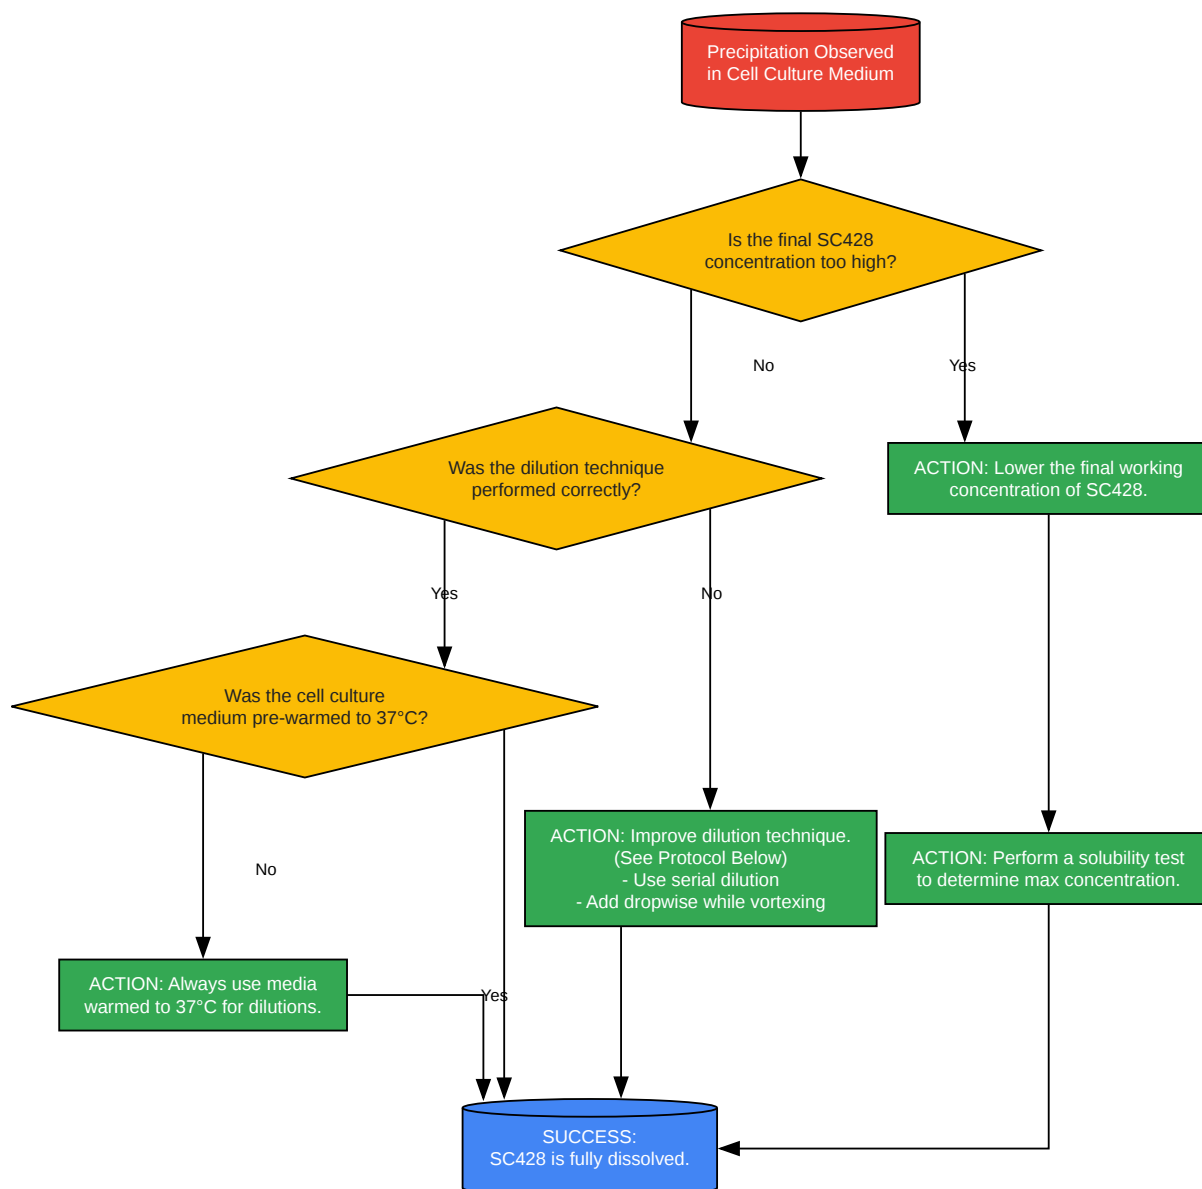 Precipitation Observed
in Cell Culture Medium
Is the final SC428
concentration too high?
No
Yes
Was the dilution technique
performed correctly?
ACTION: Lower the final working
concentration of SC428.
Yes
No
Was the cell culture
medium pre-warmed to 37°C?
ACTION: Improve dilution technique.
(See Protocol Below)
- Use serial dilution
- Add dropwise while vortexing
ACTION: Perform a solubility test
to determine max concentration.
No
ACTION: Always use media
warmed to 37°C for dilutions.
Yes
SUCCESS:
SC428 is fully dissolved.